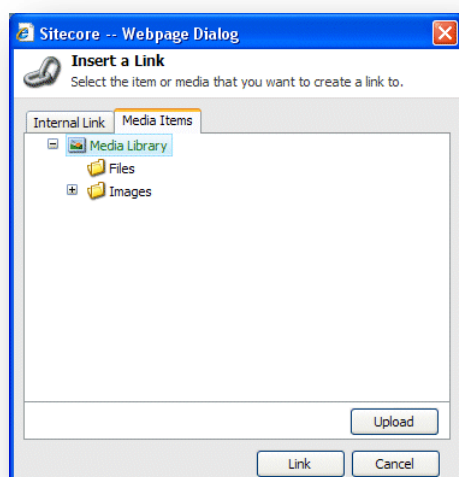 Sitecore -- Webpage Dialog
Insert a Link
Select the item or media that you want to create a link to.
Internal Link Media Items
Media Library
Files
Images
Upload
Link Cancel